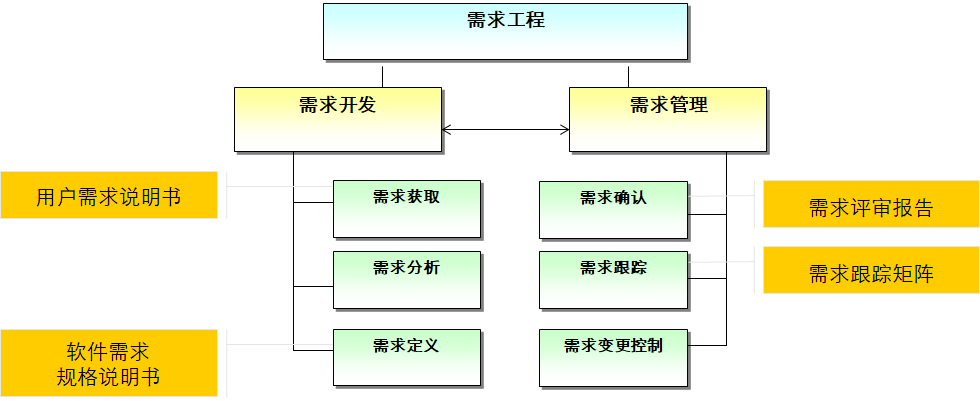 需求工程
需求开发
需求管理
用户需求说明书
需求获取
需求确认
需求评审报告
需求分析
需求跟踪
需求跟踪矩阵
软件需求
规格说明书
需求定义
需求变更控制